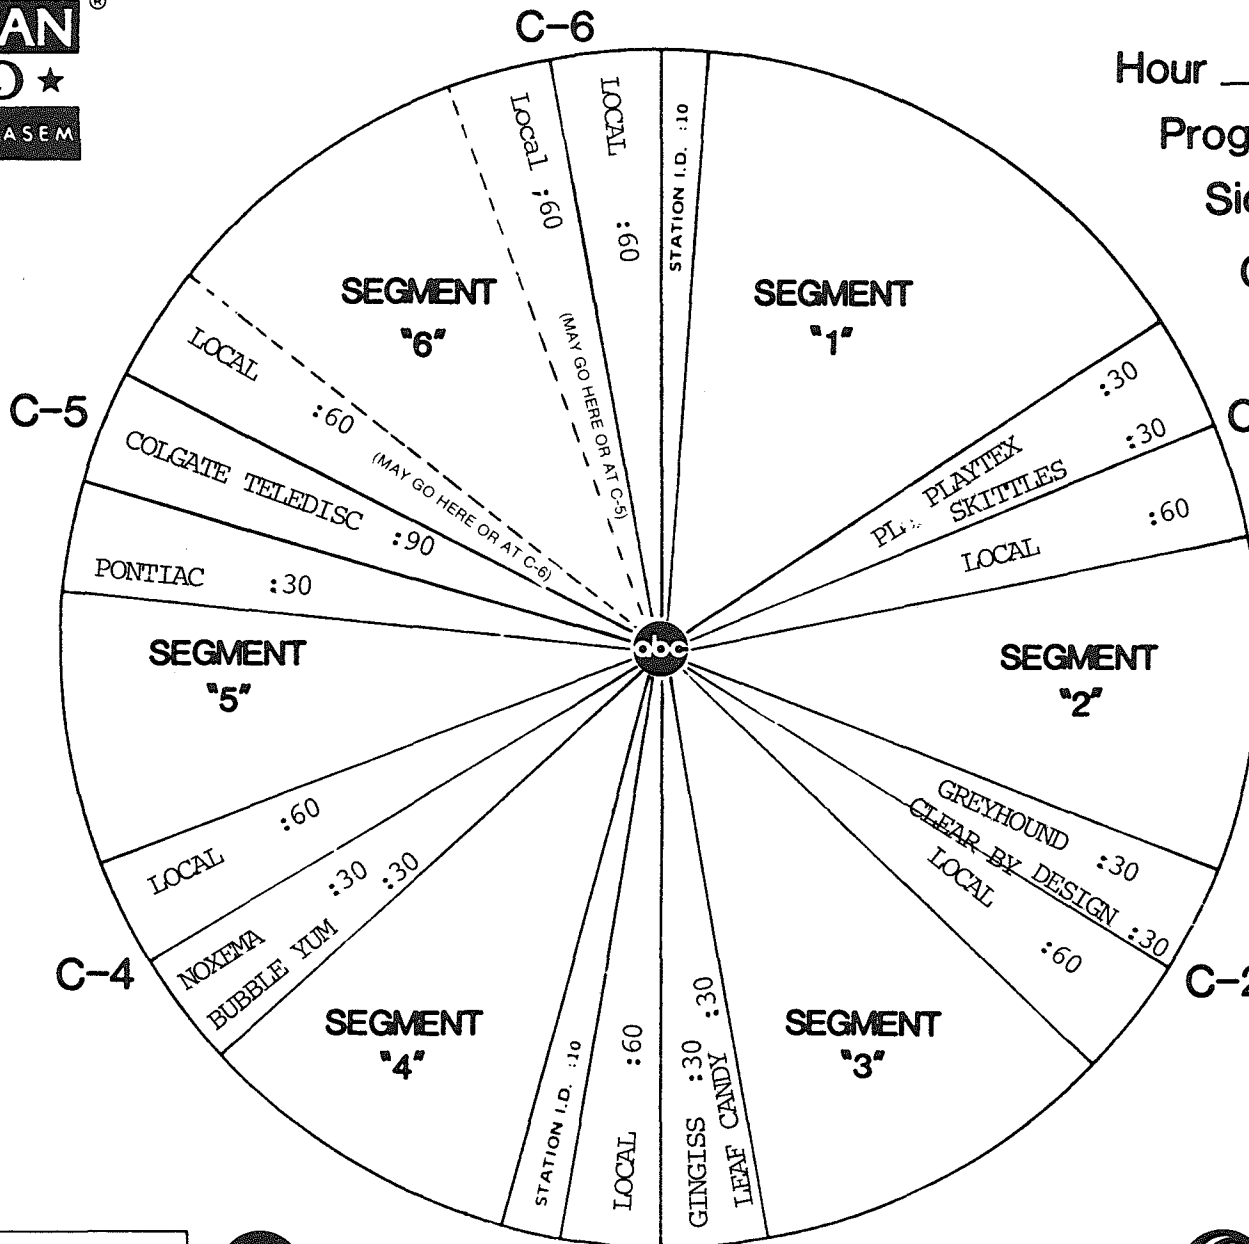 AN
®
ASEM
C-6
Hour
Prog
STATION I.D. :10
SEGMENT
"1"
PLAYTEX :30
SKITTLES :30
LOCAL :60
SEGMENT
"2"
GREYHOUND :30
CLEAR BY DESIGN :30
LOCAL :60
C-2
SEGMENT
"3"
LEAF CANDY :30
GINGISS :30
LOCAL :60
STATION I.D. :10
SEGMENT
"4"
BUBBLE YUM :30
NOXEMA :30
C-4
LOCAL :60
SEGMENT
"5"
PONTIAC :30
COLGATE TELEDISC :90
C-5
LOCAL :60
(MAY GO HERE OR AT C-6)
SEGMENT
"6"
Local ;60
(MAY GO HERE OR AT C-5)
LOCAL :60
abc